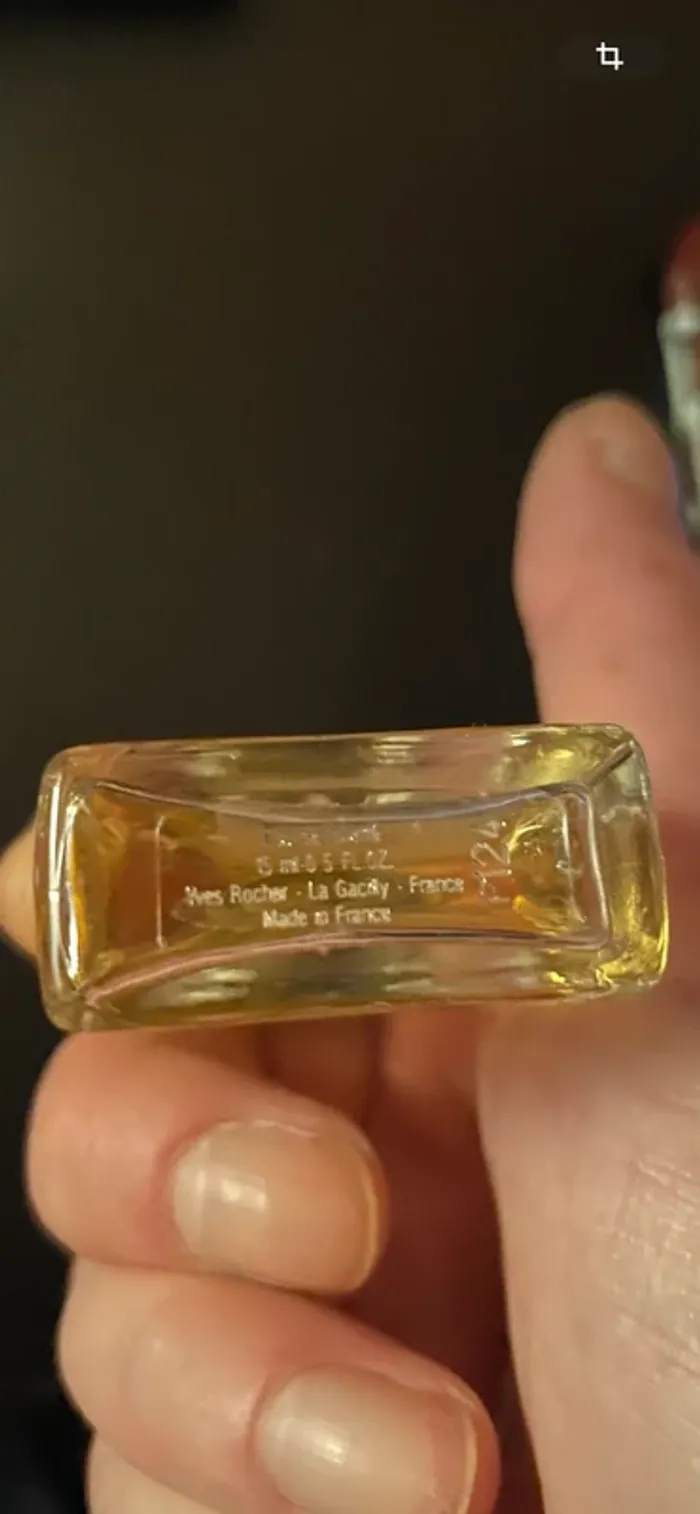 15 ml-0 5 FL.OZ.
Yves Rocher - La Gacilly - France
Made in France